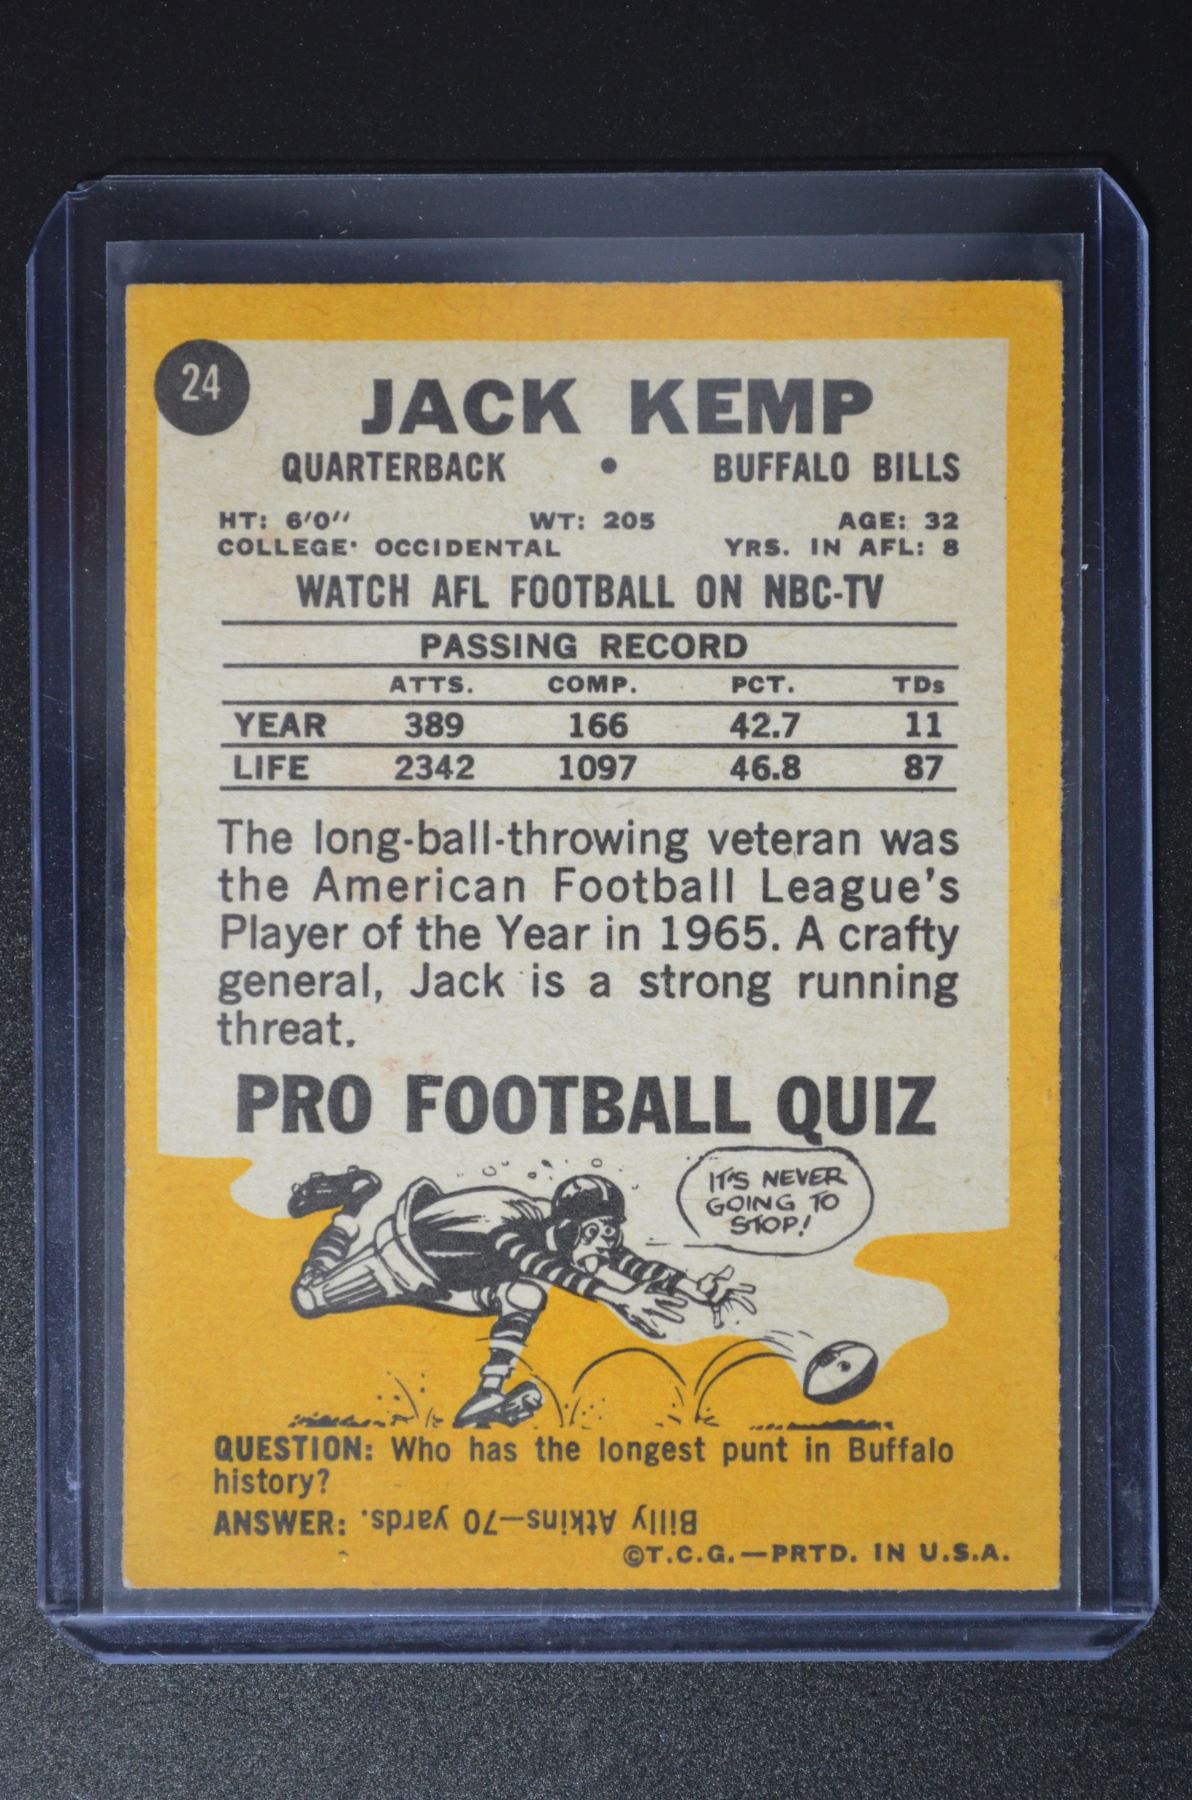 24
JACK KEMP
QUARTERBACK • BUFFALO BILLS
HT: 6'0" WT: 205 AGE: 32
COLLEGE· OCCIDENTAL YRS. IN AFL: 8
WATCH AFL FOOTBALL ON NBC-TV
PASSING RECORD
ATTS. COMP. PCT. TDs
YEAR 389 166 42.7 11
LIFE 2342 1097 46.8 87
The long-ball-throwing veteran was
the American Football League's
Player of the Year in 1965. A crafty
general, Jack is a strong running
threat.
PRO FOOTBALL QUIZ
IT'S NEVER
GOING TO
STOP!
QUESTION: Who has the longest punt in Buffalo
history?
ANSWER: Billy Atkins—70 yards.
©T.C.G.—PRTD. IN U.S.A.